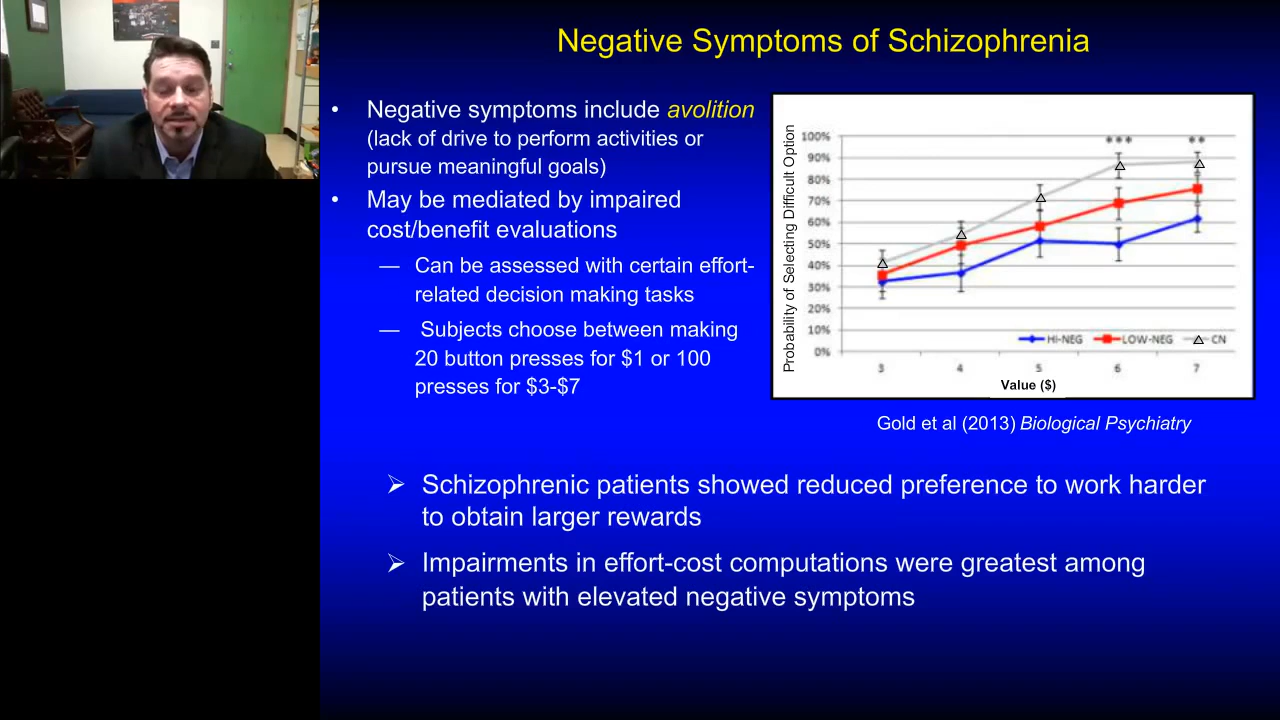 Negative Symptoms of Schizophrenia
• Negative symptoms include avolition
(lack of drive to perform activities or
pursue meaningful goals)
• May be mediated by impaired
cost/benefit evaluations
— Can be assessed with certain effort-
related decision making tasks
— Subjects choose between making
20 button presses for $1 or 100
presses for $3-$7
Probability of Selecting Difficult Option
100%
90%
80%
70%
60%
50%
40%
30%
20%
10%
0%
*** **
HI-NEG LOW-NEG CN
3 4 5 6 7
Value ($)
Gold et al (2013) Biological Psychiatry
➢ Schizophrenic patients showed reduced preference to work harder
to obtain larger rewards
➢ Impairments in effort-cost computations were greatest among
patients with elevated negative symptoms